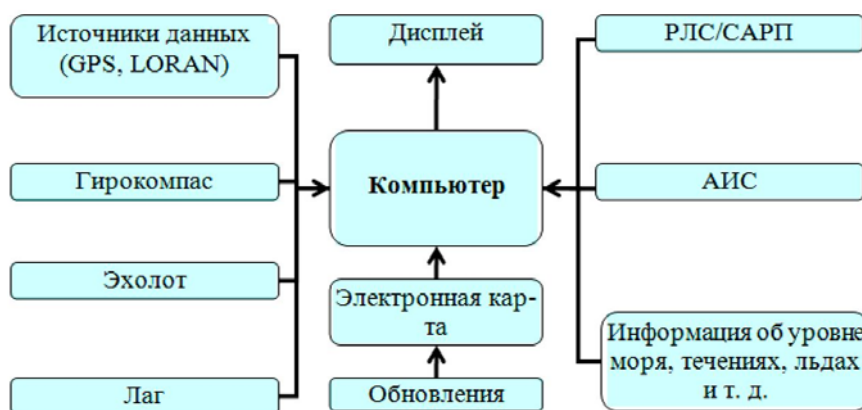 Источники данных
(GPS, LORAN)
Гирокомпас
Эхолот
Лаг
Дисплей
Компьютер
Электронная кар-
та
Обновления
РЛС/САРП
АИС
Информация об уровне
моря, течениях, льдах
и т. д.